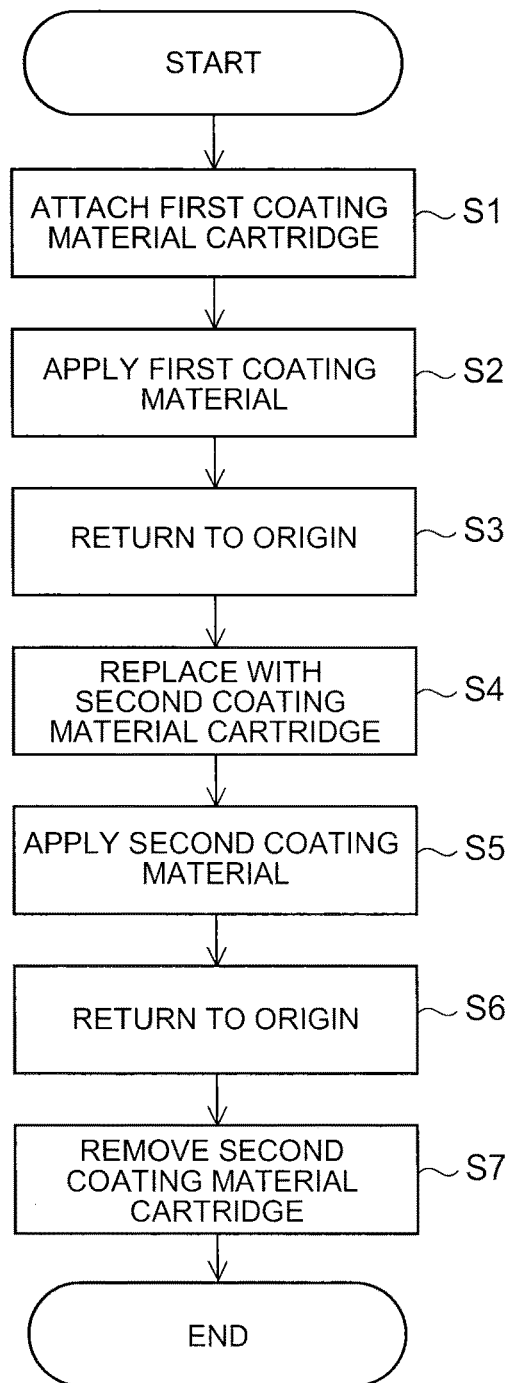 START
ATTACH FIRST COATING
MATERIAL CARTRIDGE
S1
APPLY FIRST COATING
MATERIAL
S2
RETURN TO ORIGIN
S3
REPLACE WITH
SECOND COATING
MATERIAL CARTRIDGE
S4
APPLY SECOND COATING
MATERIAL
S5
RETURN TO ORIGIN
S6
REMOVE SECOND
COATING MATERIAL
CARTRIDGE
S7
END